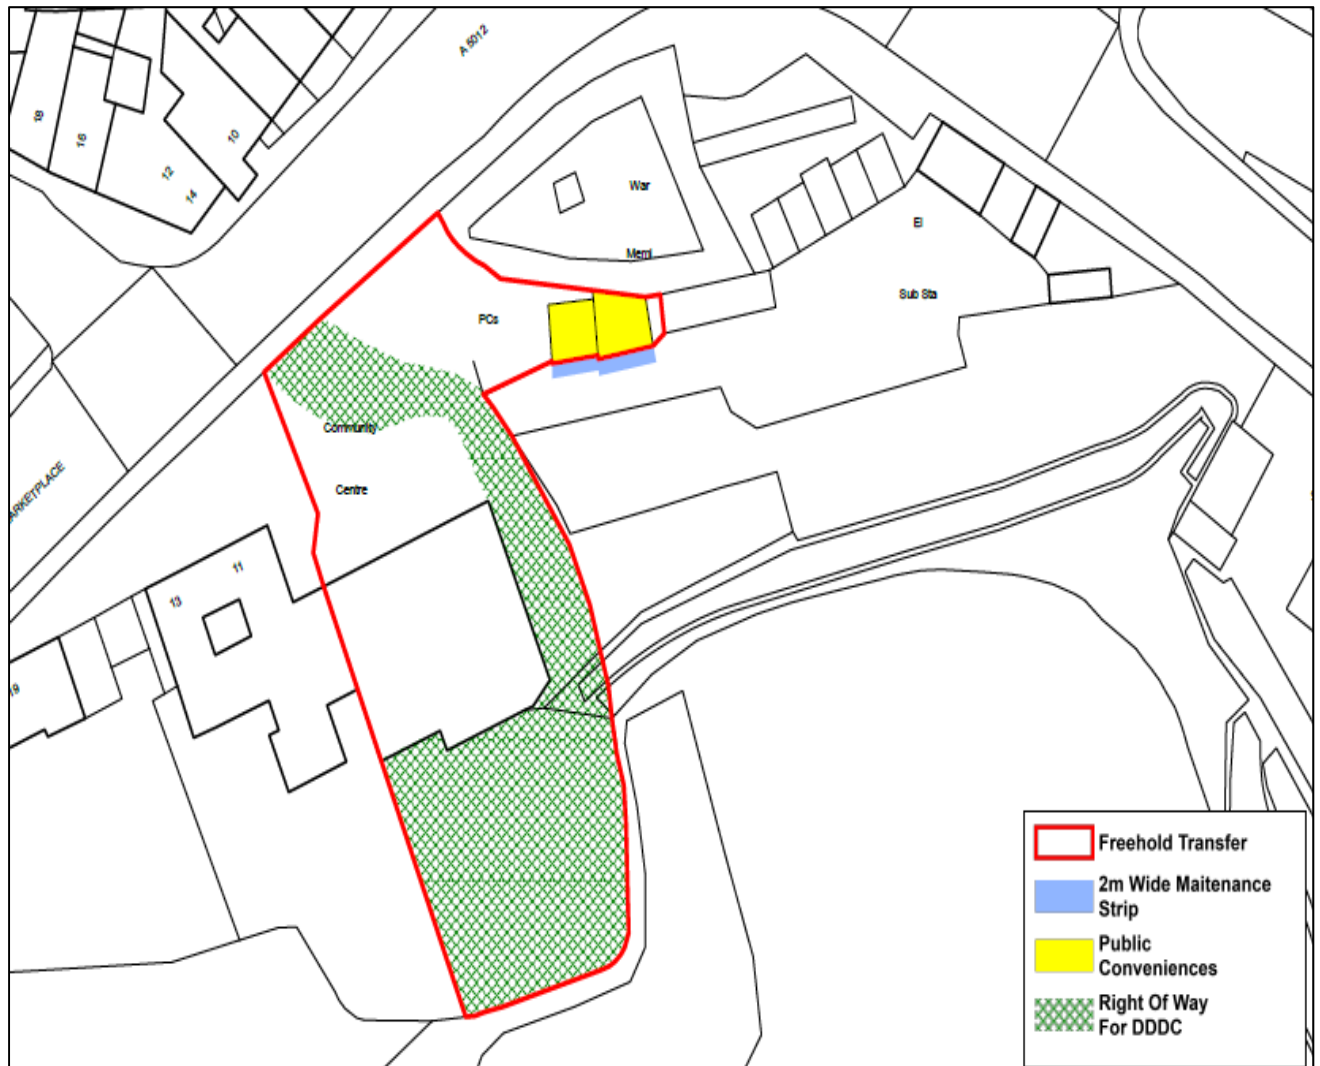 A 5012
18
16
12
14
10
War
Meml
El
Sub Sta
PCs
Community
Centre
ARKETPLACE
11
13
19
Freehold Transfer
2m Wide Maitenance
Strip
Public
Conveniences
Right Of Way
For DDDC